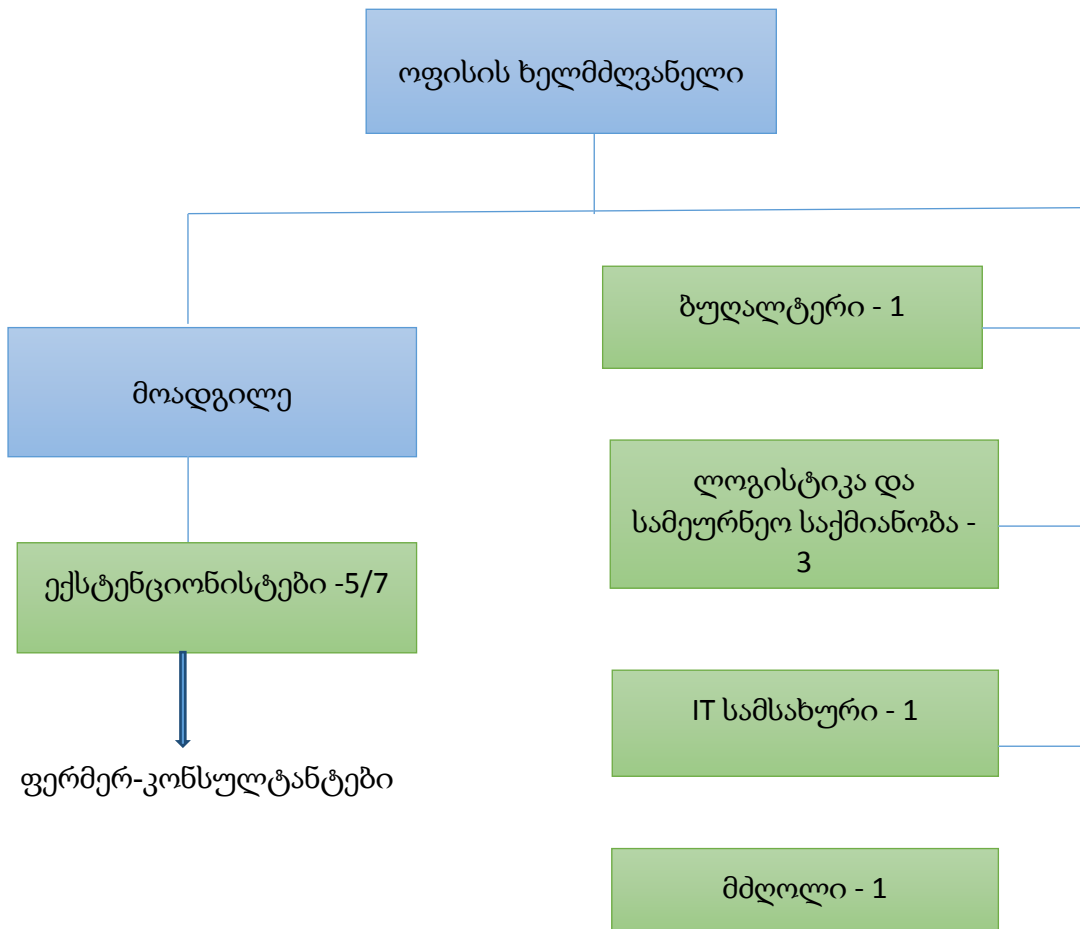 ოფისის ხელმძღვანელი
ბუღალტერი - 1
მოადგილე
ლოგისტიკა და
სამეურნეო საქმიანობა -
3
ექსტენციონისტები -5/7
IT სამსახური - 1
ფერმერ-კონსულტანტები
მძღოლი - 1